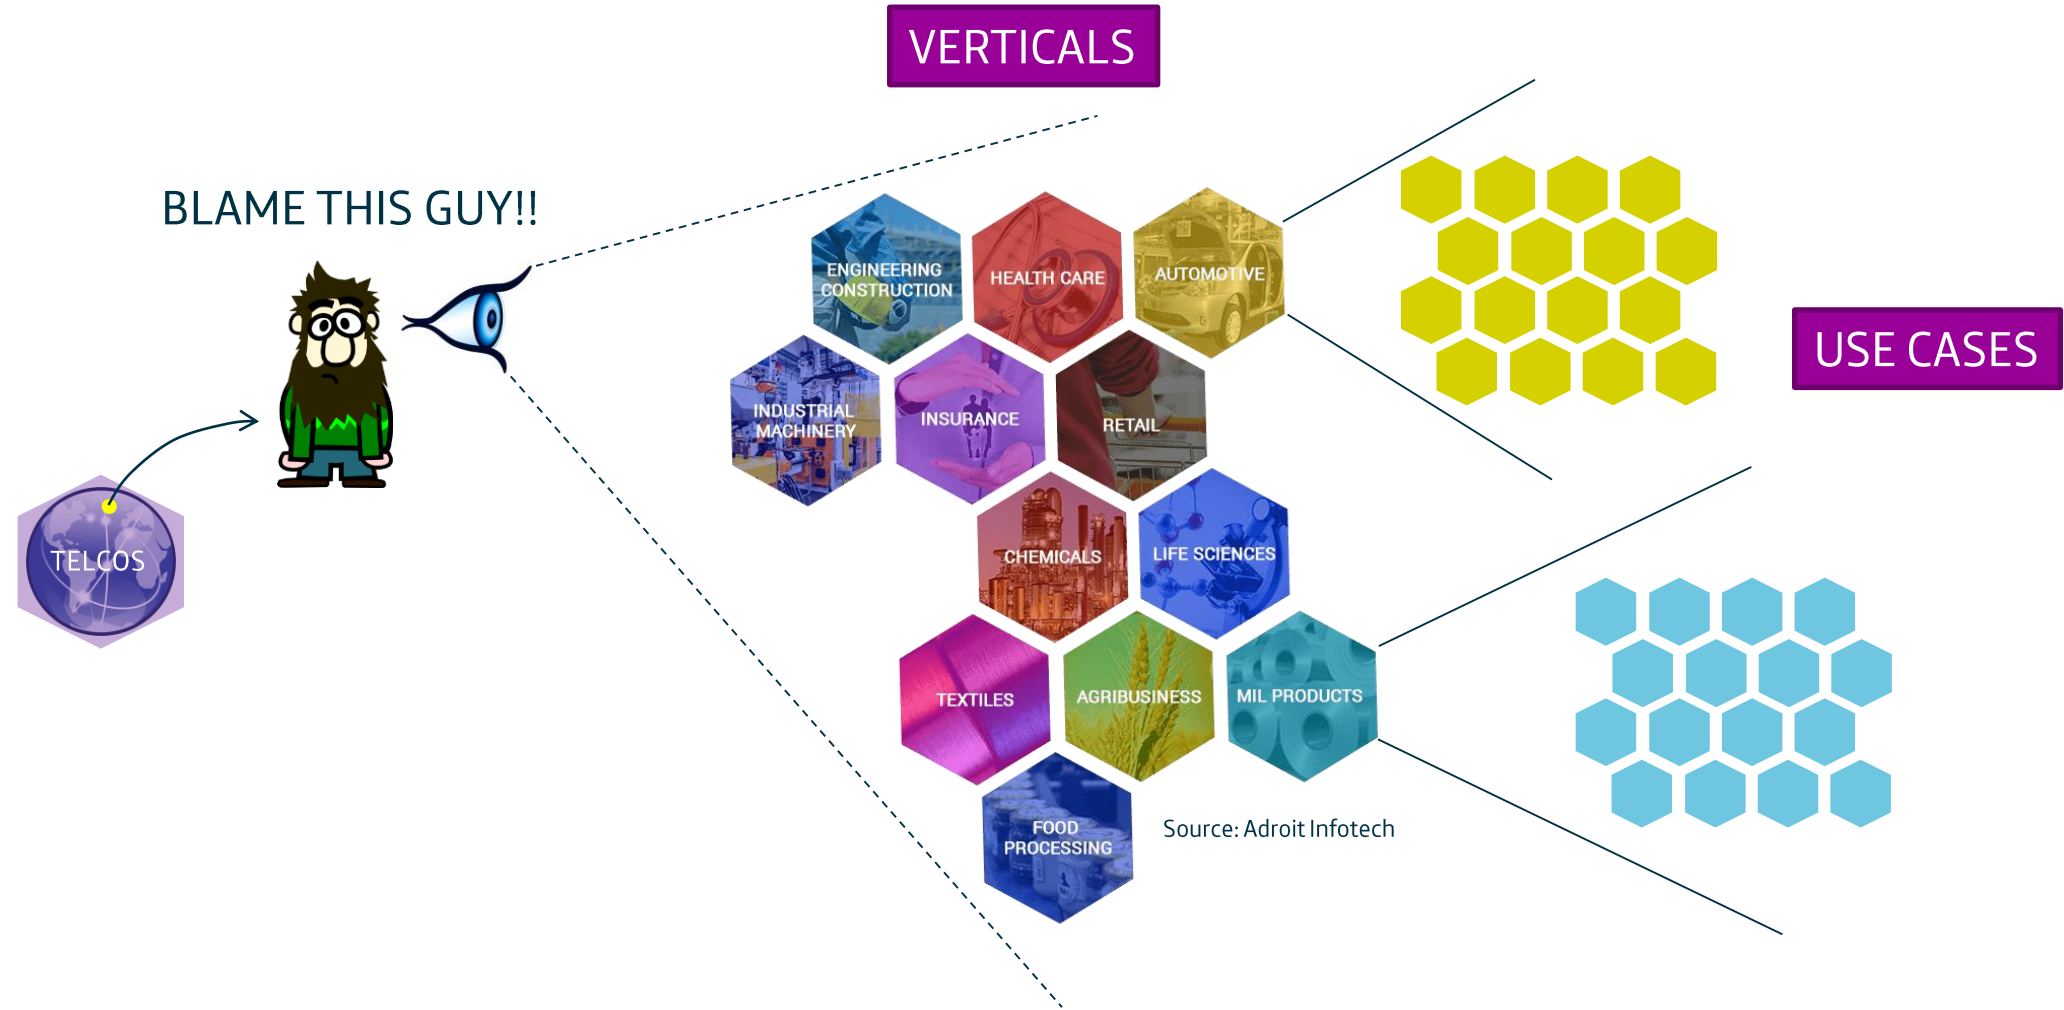 VERTICALS
BLAME THIS GUY!!
ENGINEERING
CONSTRUCTION
HEALTH CARE
AUTOMOTIVE
USE CASES
INDUSTRIAL
MACHINERY
INSURANCE
RETAIL
TELCOS
CHEMICALS
LIFE SCIENCES
TEXTILES
AGRIBUSINESS
MIL PRODUCTS
FOOD
PROCESSING
Source: Adroit Infotech